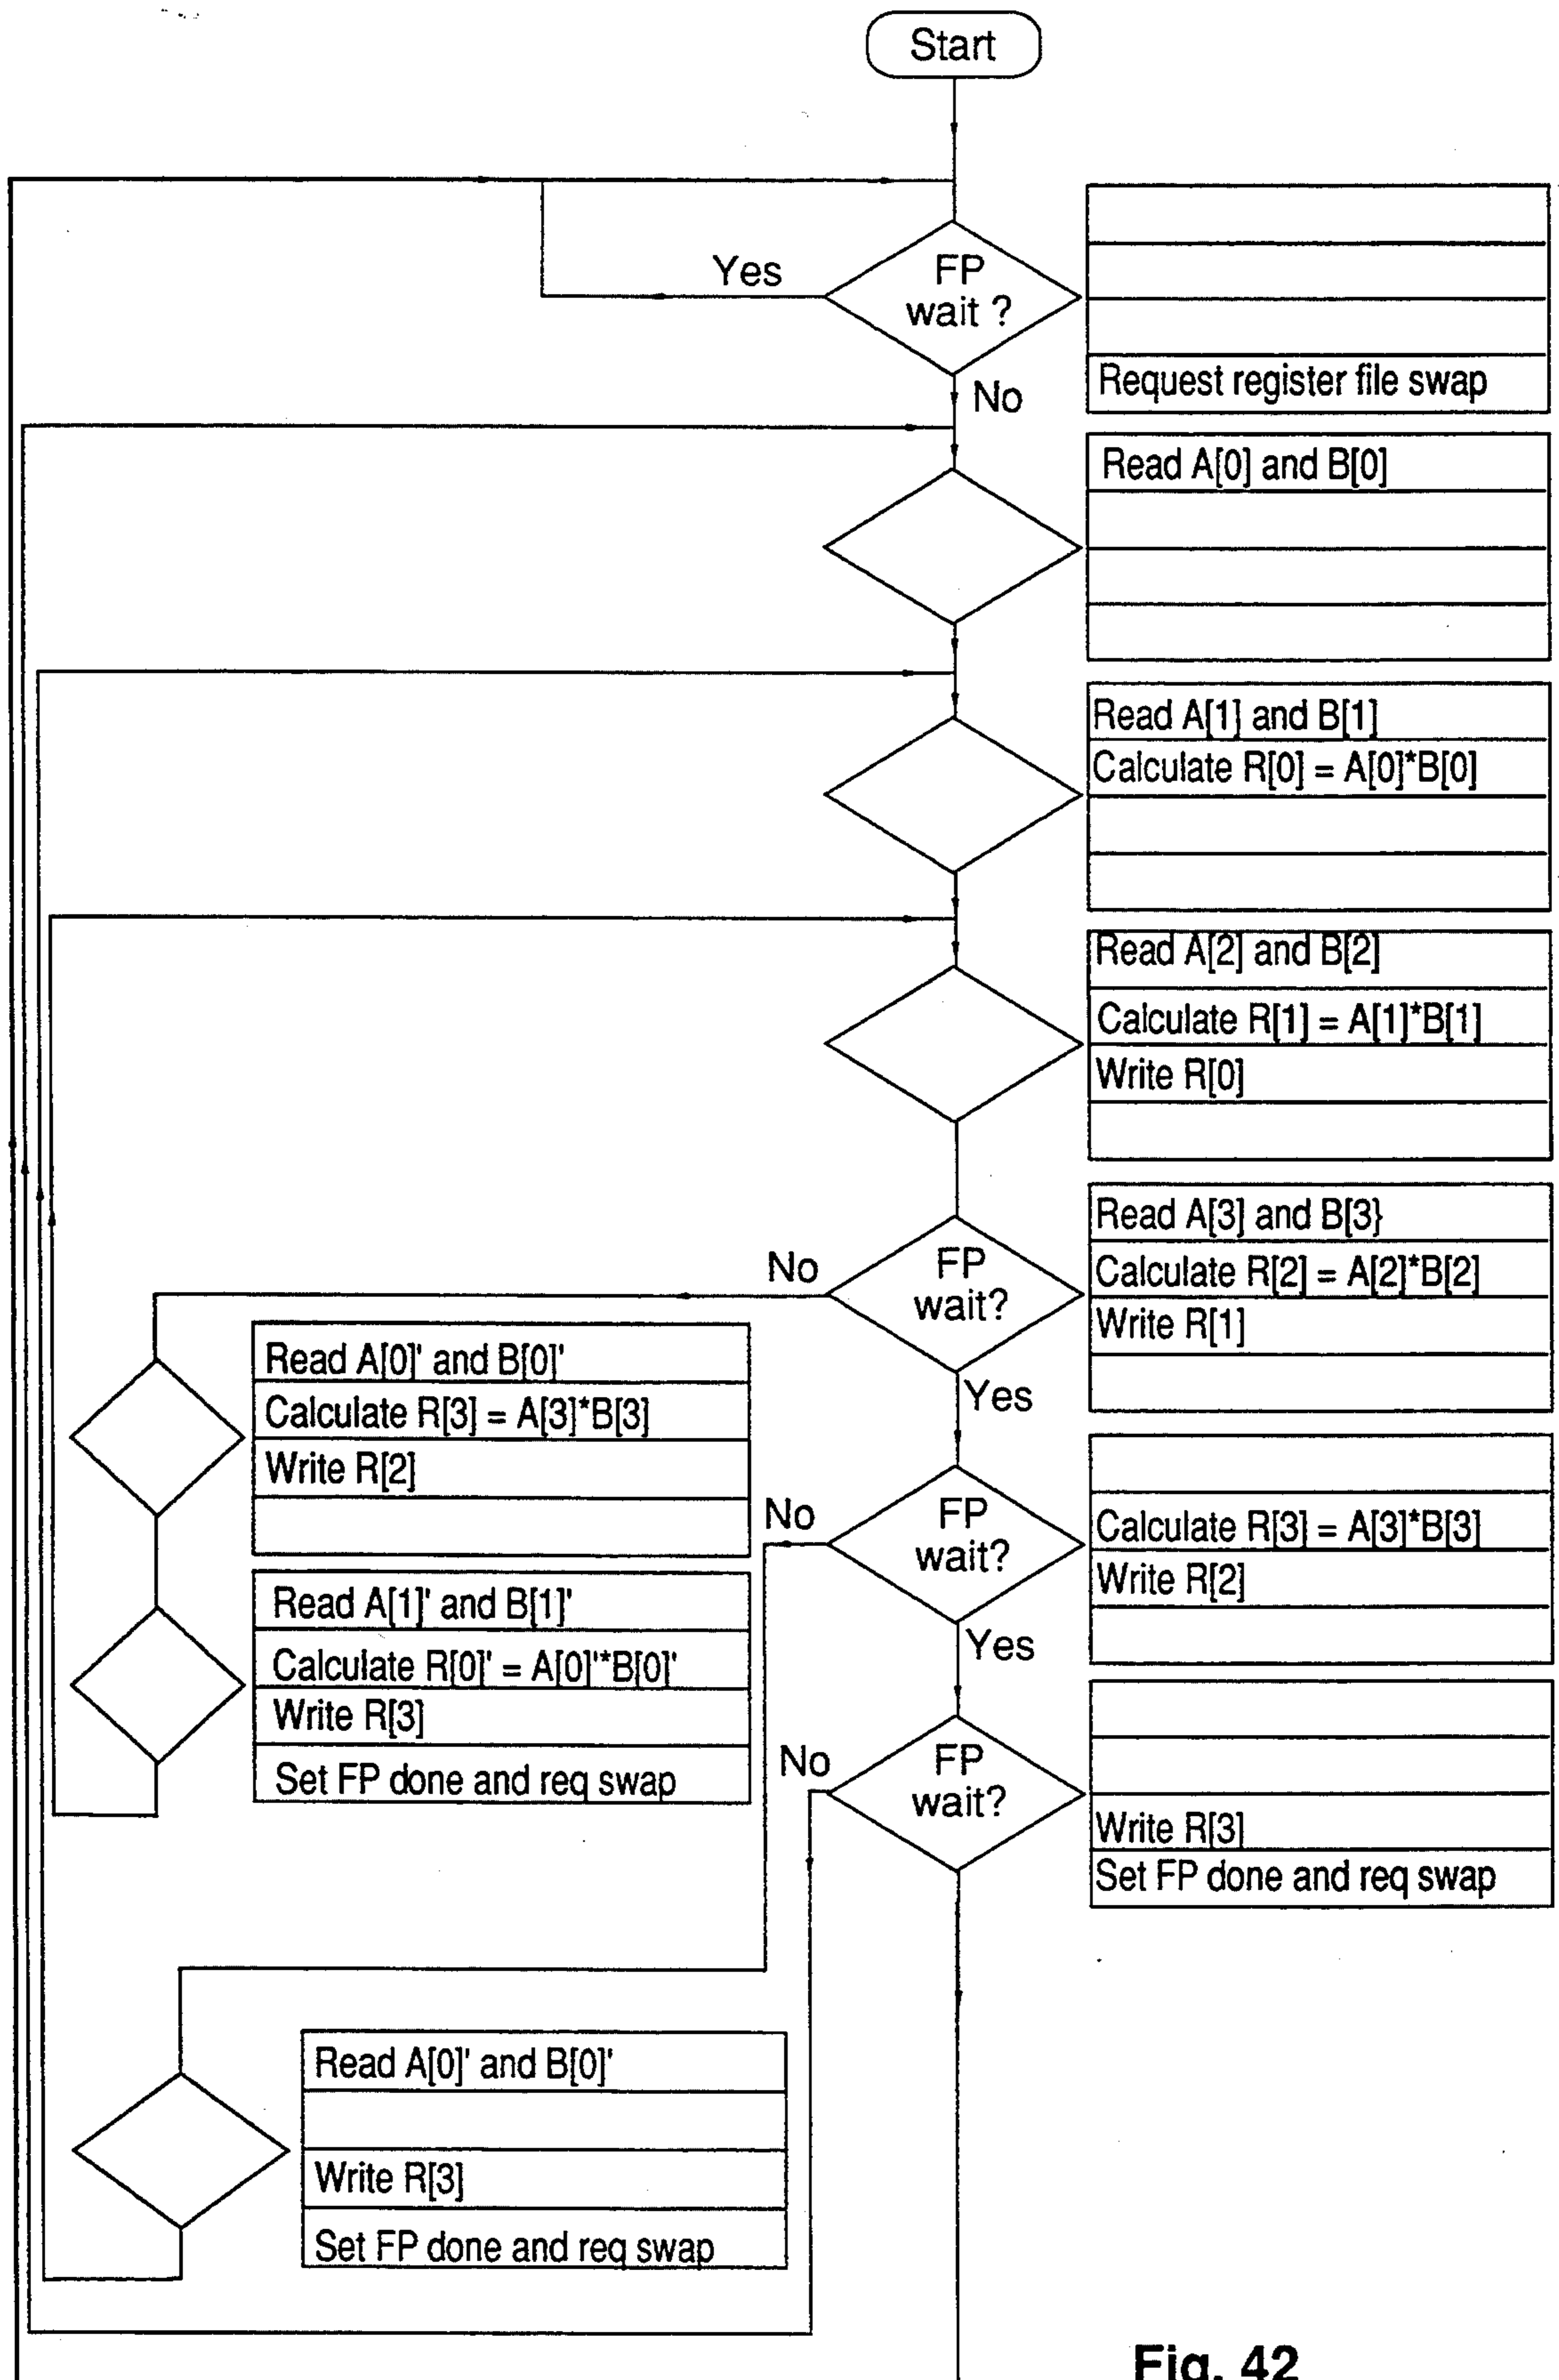 Start
FP
wait ?
Yes
No
Request register file swap
Read A[0] and B[0]
Read A[1] and B[1]
Calculate R[0] = A[0]*B[0]
Read A[2] and B[2]
Calculate R[1] = A[1]*B[1]
Write R[0]
FP
wait?
No
Yes
Read A[3] and B[3}
Calculate R[2] = A[2]*B[2]
Write R[1]
Read A[0]' and B[0]'
Calculate R[3] = A[3]*B[3]
Write R[2]
FP
wait?
No
Yes
Calculate R[3] = A[3]*B[3]
Write R[2]
Read A[1]' and B[1]'
Calculate R[0]' = A[0]'*B[0]'
Write R[3]
Set FP done and req swap
FP
wait?
No
Write R[3]
Set FP done and req swap
Read A[0]' and B[0]'
Write R[3]
Set FP done and req swap
Fig. 42